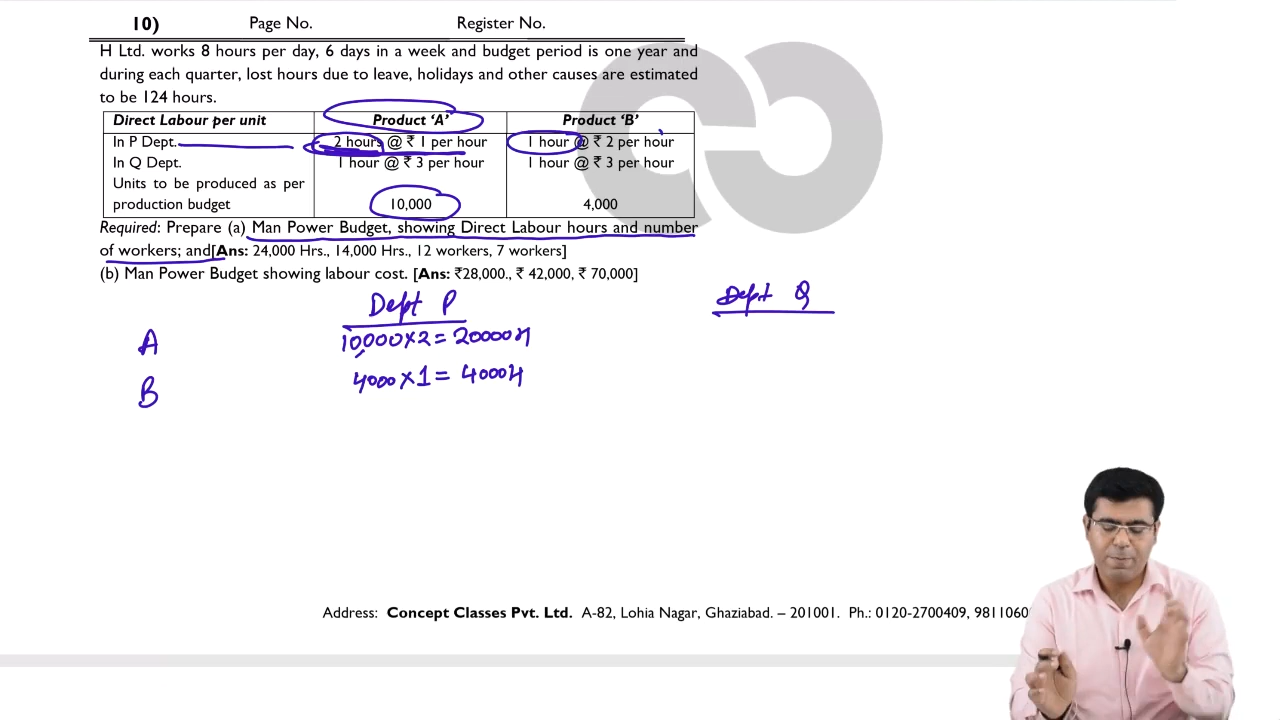 10) Page No. Register No.
H Ltd. works 8 hours per day, 6 days in a week and budget period is one year and
during each quarter, lost hours due to leave, holidays and other causes are estimated
to be 124 hours.
Direct Labour per unit Product ‘A’ Product ‘B’
In P Dept. 2 hours @ ₹ 1 per hour 1 hour @ ₹ 2 per hour
In Q Dept. 1 hour @ ₹ 3 per hour 1 hour @ ₹ 3 per hour
Units to be produced as per
production budget 10,000 4,000
Required: Prepare (a) Man Power Budget, showing Direct Labour hours and number
of workers; and[Ans: 24,000 Hrs., 14,000 Hrs., 12 workers, 7 workers]
(b) Man Power Budget showing labour cost. [Ans: ₹28,000., ₹ 42,000, ₹ 70,000]
Dept P Dept Q
A 10,000 × 2 = 20000H
B 4000 × 1 = 4000H
Address: Concept Classes Pvt. Ltd. A-82, Lohia Nagar, Ghaziabad. – 201001. Ph.: 0120-2700409, 9811060